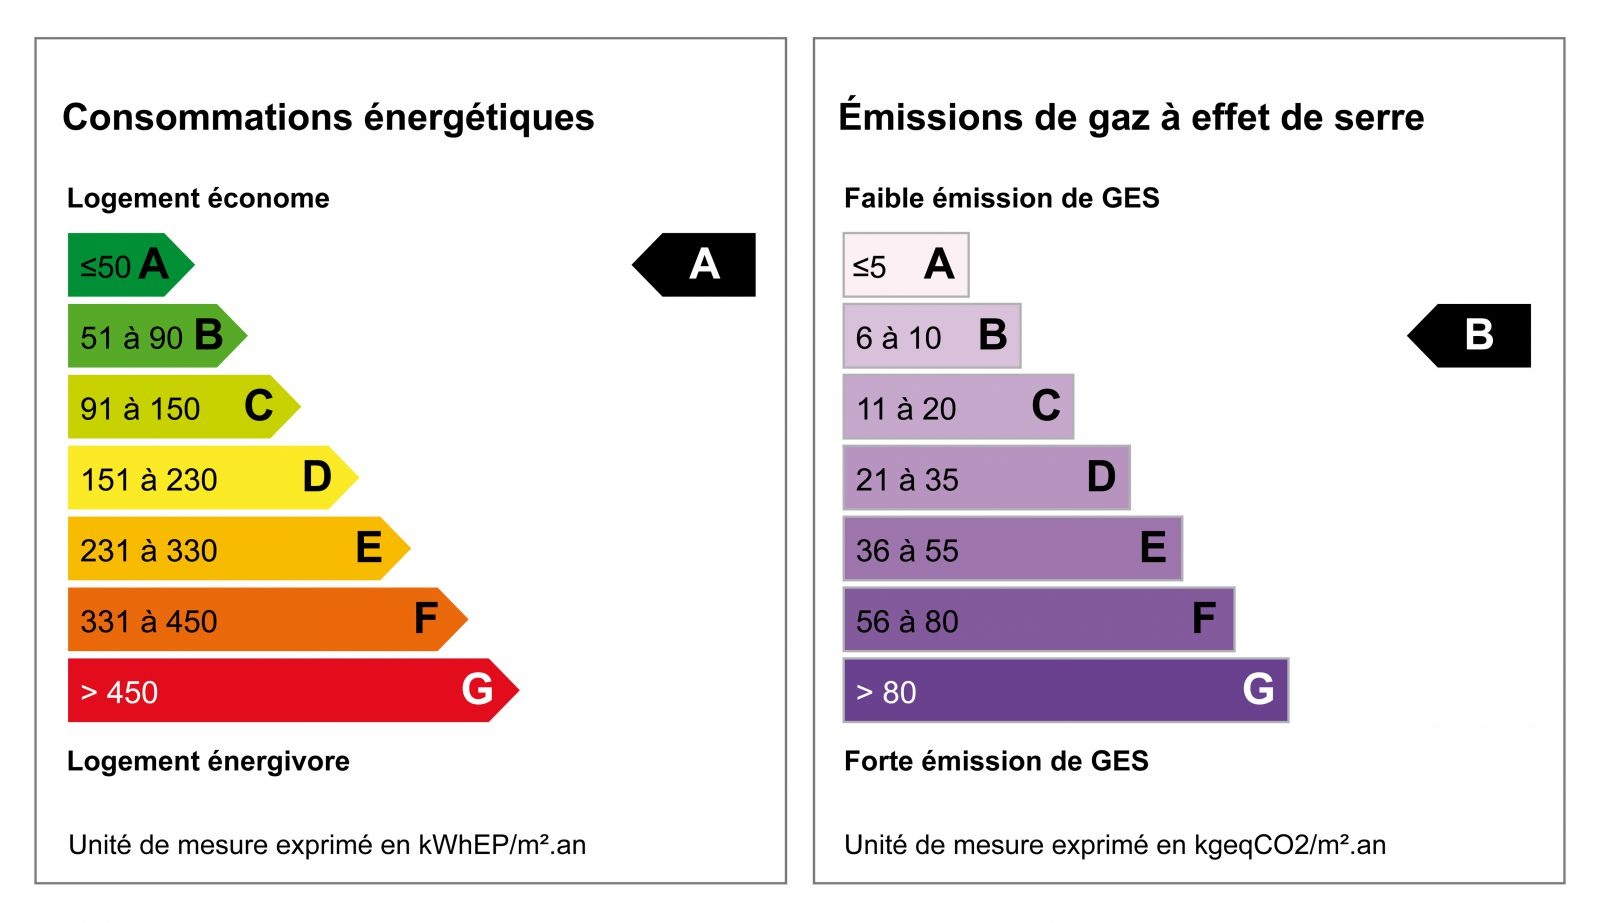 Consommations énergétiques
Logement économe
≤50 A
A
51 à 90 B
91 à 150 C
151 à 230 D
231 à 330 E
331 à 450 F
> 450 G
Logement énergivore
Unité de mesure exprimé en kWhEP/m².an
Émissions de gaz à effet de serre
Faible émission de GES
≤5 A
6 à 10 B
B
11 à 20 C
21 à 35 D
36 à 55 E
56 à 80 F
> 80 G
Forte émission de GES
Unité de mesure exprimé en kgeqCO2/m².an